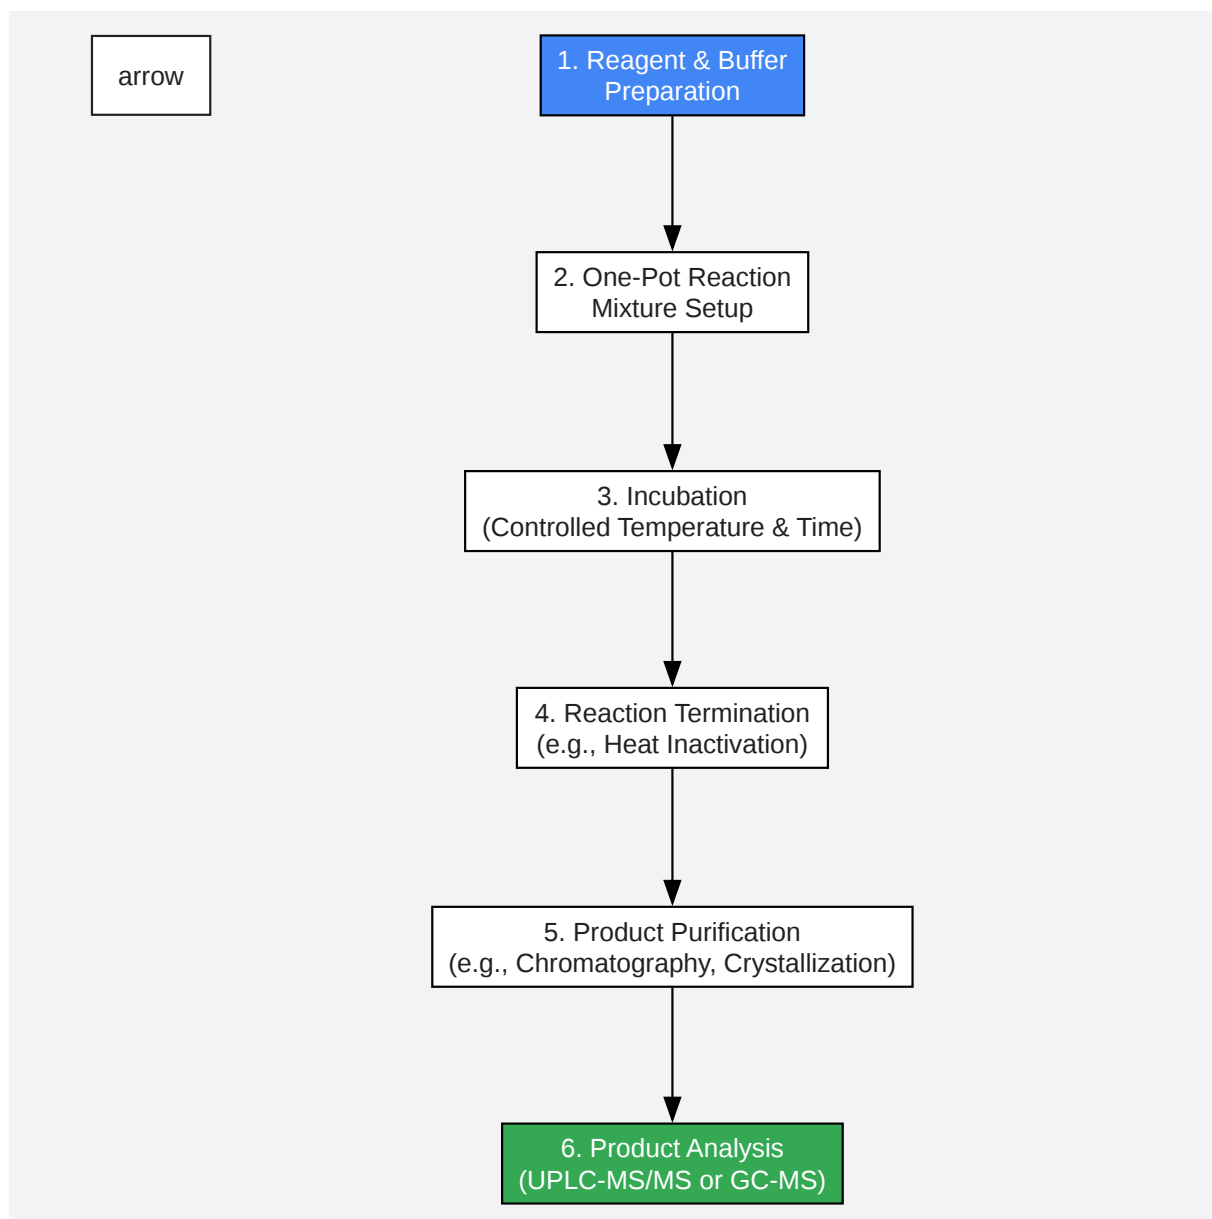 arrow
1. Reagent & Buffer
Preparation
2. One-Pot Reaction
Mixture Setup
3. Incubation
(Controlled Temperature & Time)
4. Reaction Termination
(e.g., Heat Inactivation)
5. Product Purification
(e.g., Chromatography, Crystallization)
6. Product Analysis
(UPLC-MS/MS or GC-MS)